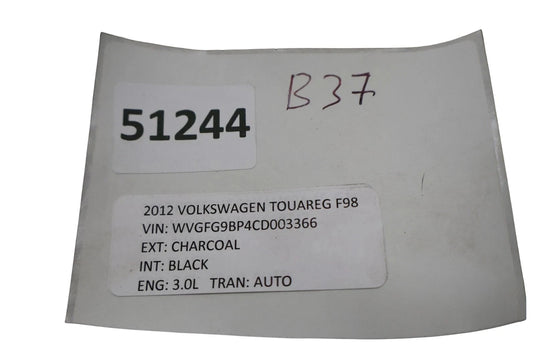 B37
51244
2012 VOLKSWAGEN TOUAREG F98
VIN: WVGFG9BP4CD003366
EXT: CHARCOAL
INT: BLACK
ENG: 3.0L TRAN: AUTO